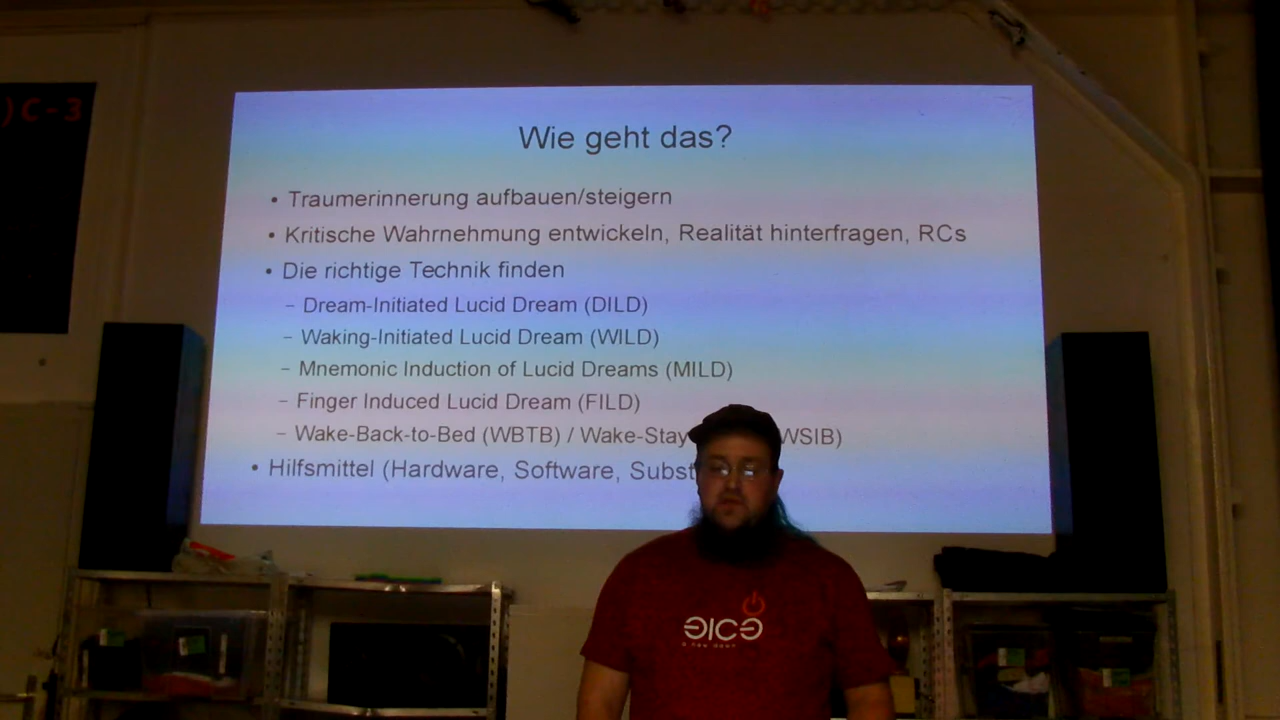 )C-3
Wie geht das?
• Traumerinnerung aufbauen/steigern
• Kritische Wahrnehmung entwickeln, Realität hinterfragen, RCs
• Die richtige Technik finden
– Dream-Initiated Lucid Dream (DILD)
– Waking-Initiated Lucid Dream (WILD)
– Mnemonic Induction of Lucid Dreams (MILD)
– Finger Induced Lucid Dream (FILD)
– Wake-Back-to-Bed (WBTB) / Wake-Stay WSIB)
• Hilfsmittel (Hardware, Software, Subst